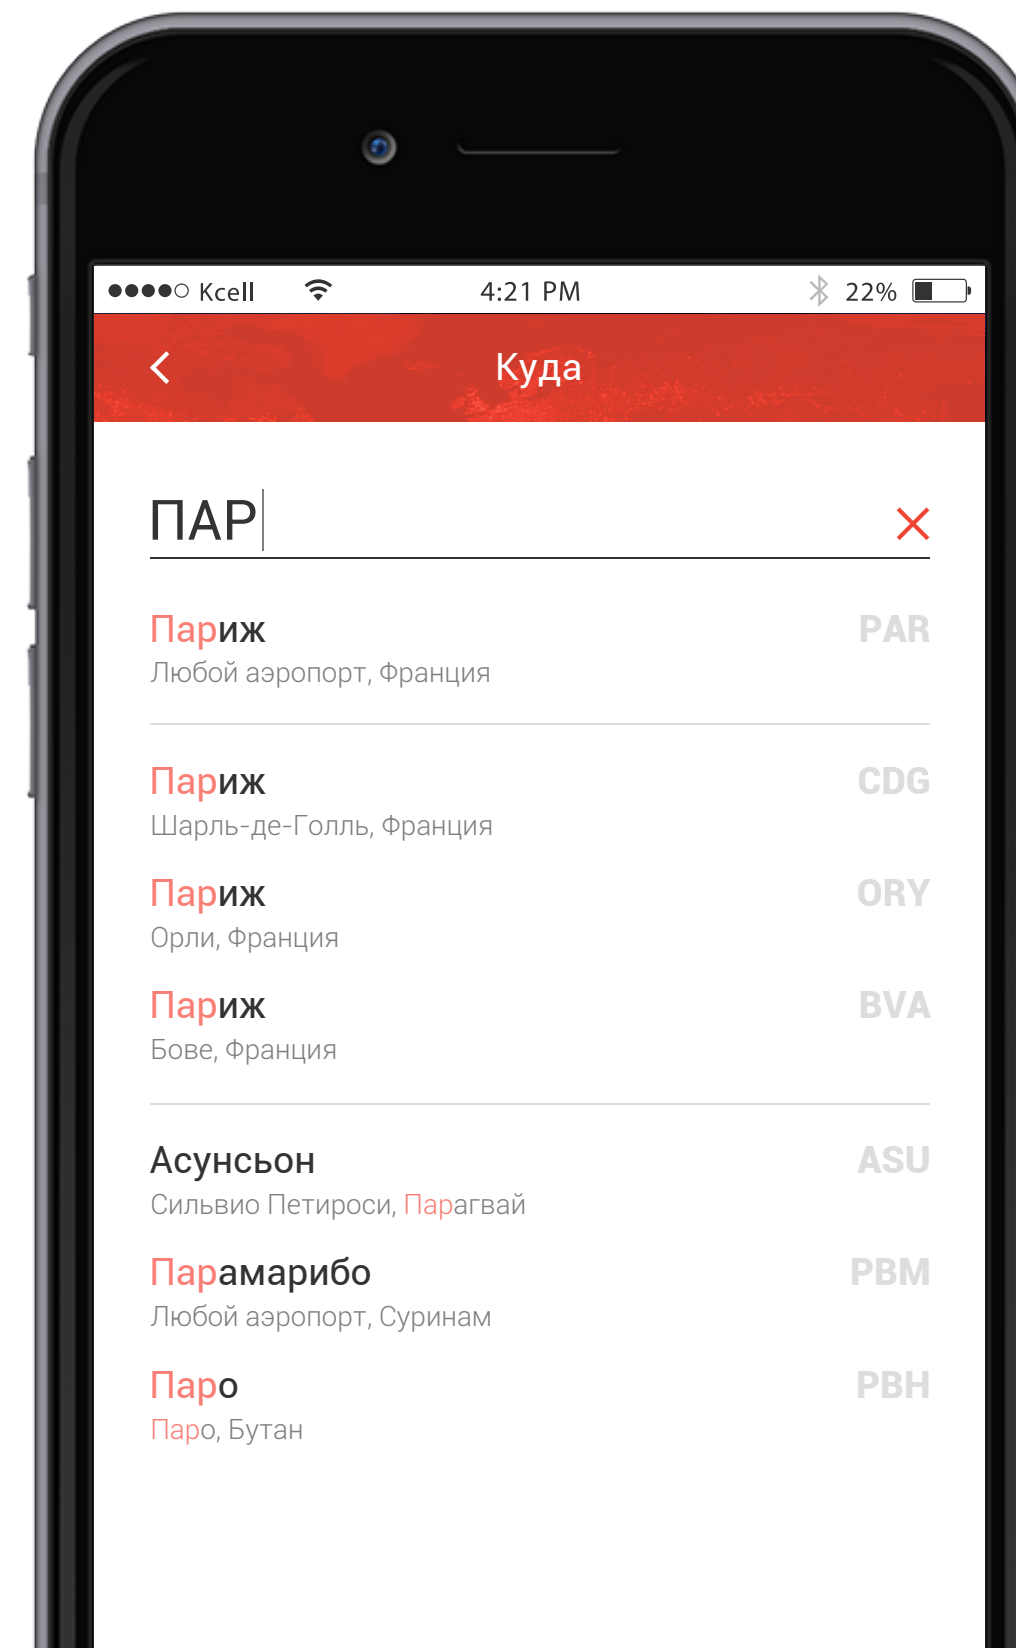 Kcell 4:21 PM 22%
Куда
ПАР
Париж PAR
Любой аэропорт, Франция
Париж CDG
Шарль-де-Голль, Франция
Париж ORY
Орли, Франция
Париж BVA
Бове, Франция
Асунсьон ASU
Сильвио Петироси, Парагвай
Парамарибо PBM
Любой аэропорт, Суринам
Паро PBH
Паро, Бутан